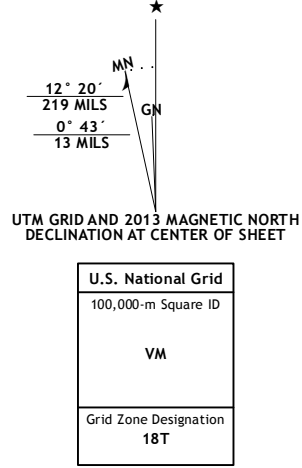 ★
MN
GN
12° 20´
219 MILS
0° 43´
13 MILS
UTM GRID AND 2013 MAGNETIC NORTH
DECLINATION AT CENTER OF SHEET
U.S. National Grid
100,000-m Square ID
VM
Grid Zone Designation
18T